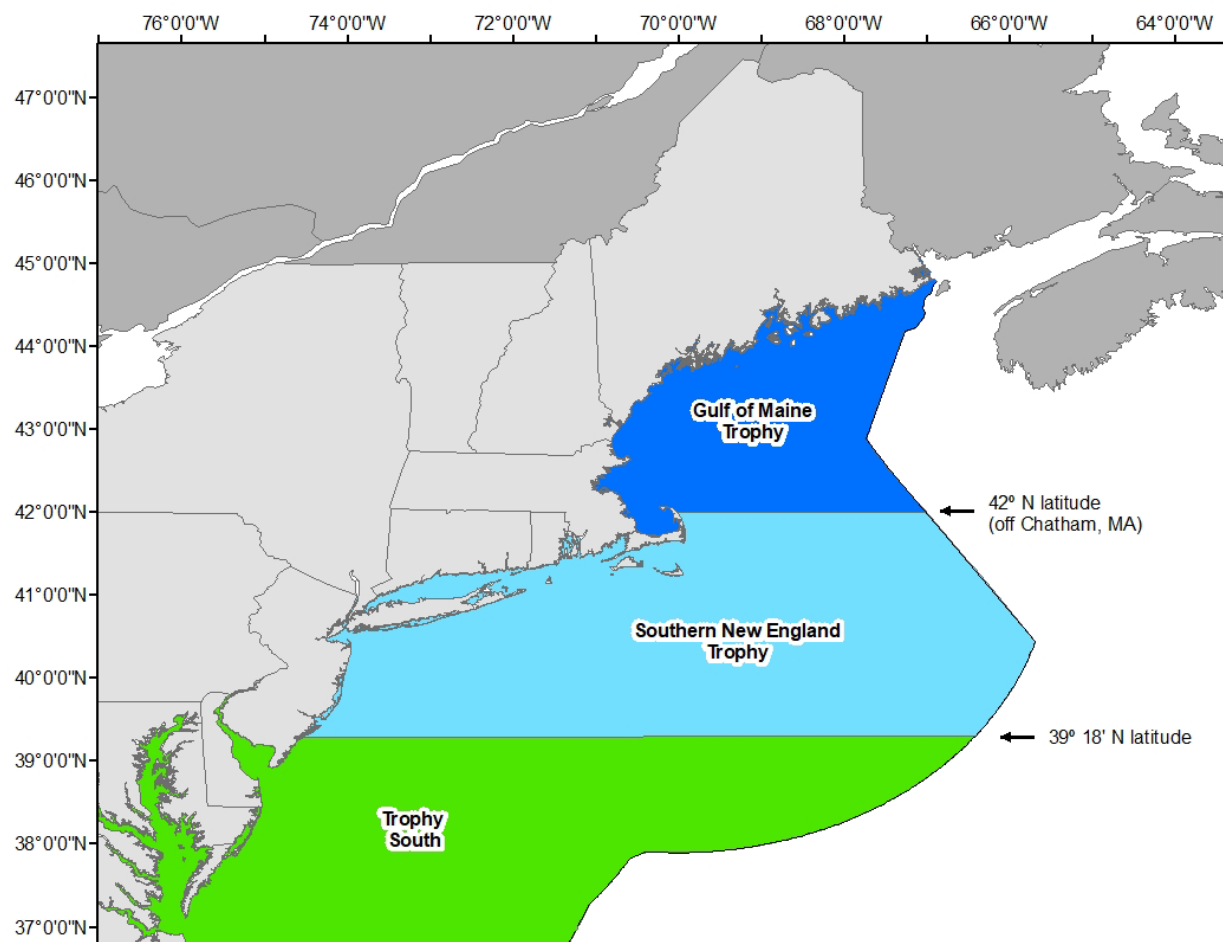 76°0'0"W 74°0'0"W 72°0'0"W 70°0'0"W 68°0'0"W 66°0'0"W 64°0'0"W
47°0'0"N
46°0'0"N
45°0'0"N
44°0'0"N
Gulf of Maine
Trophy
43°0'0"N
42º N latitude
(off Chatham, MA)
42°0'0"N
41°0'0"N
Southern New England
Trophy
40°0'0"N
39º 18' N latitude
39°0'0"N
Trophy
South
38°0'0"N
37°0'0"N